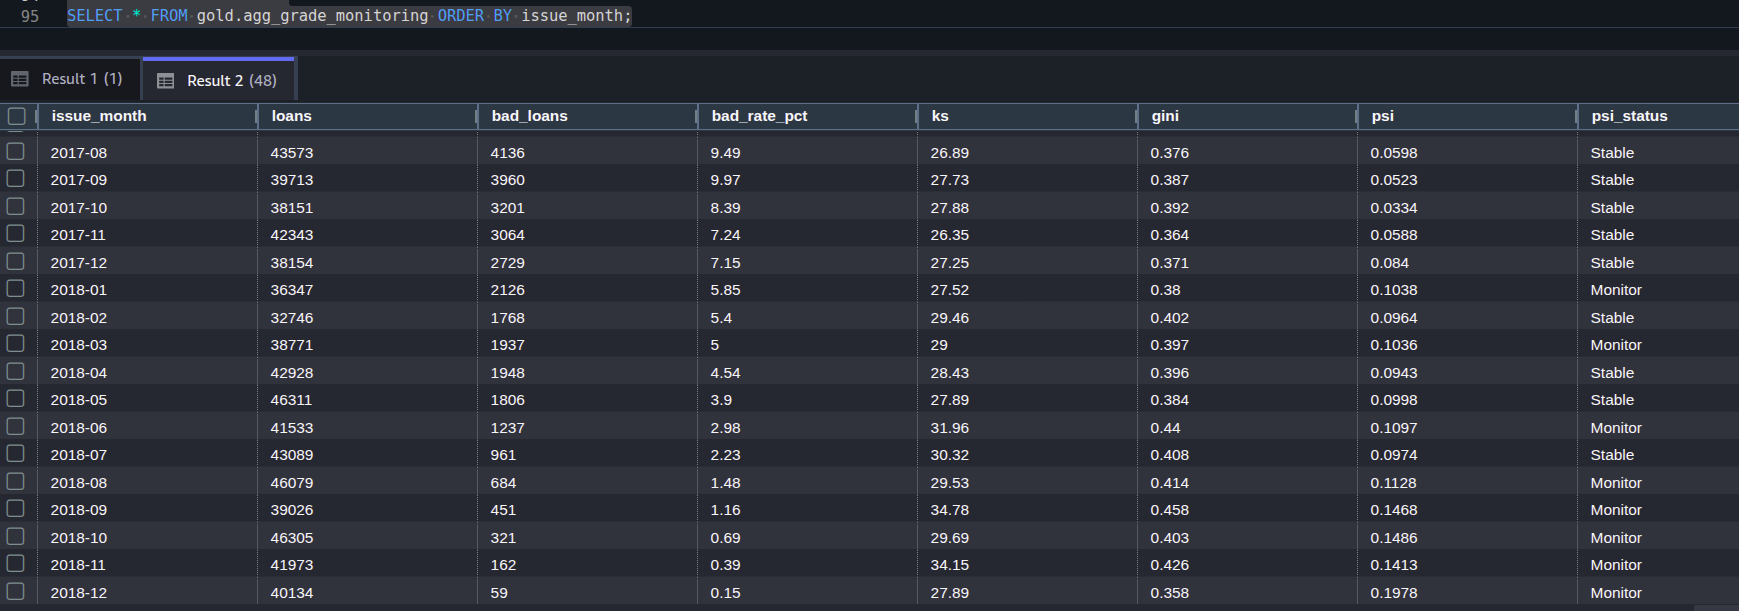 95 SELECT * FROM gold.agg_grade_monitoring ORDER BY issue_month;
Result 1 (1) Result 2 (48)
issue_month loans bad_loans bad_rate_pct ks gini psi psi_status
2017-08 43573 4136 9.49 26.89 0.376 0.0598 Stable
2017-09 39713 3960 9.97 27.73 0.387 0.0523 Stable
2017-10 38151 3201 8.39 27.88 0.392 0.0334 Stable
2017-11 42343 3064 7.24 26.35 0.364 0.0588 Stable
2017-12 38154 2729 7.15 27.25 0.371 0.084 Stable
2018-01 36347 2126 5.85 27.52 0.38 0.1038 Monitor
2018-02 32746 1768 5.4 29.46 0.402 0.0964 Stable
2018-03 38771 1937 5 29 0.397 0.1036 Monitor
2018-04 42928 1948 4.54 28.43 0.396 0.0943 Stable
2018-05 46311 1806 3.9 27.89 0.384 0.0998 Stable
2018-06 41533 1237 2.98 31.96 0.44 0.1097 Monitor
2018-07 43089 961 2.23 30.32 0.408 0.0974 Stable
2018-08 46079 684 1.48 29.53 0.414 0.1128 Monitor
2018-09 39026 451 1.16 34.78 0.458 0.1468 Monitor
2018-10 46305 321 0.69 29.69 0.403 0.1486 Monitor
2018-11 41973 162 0.39 34.15 0.426 0.1413 Monitor
2018-12 40134 59 0.15 27.89 0.358 0.1978 Monitor